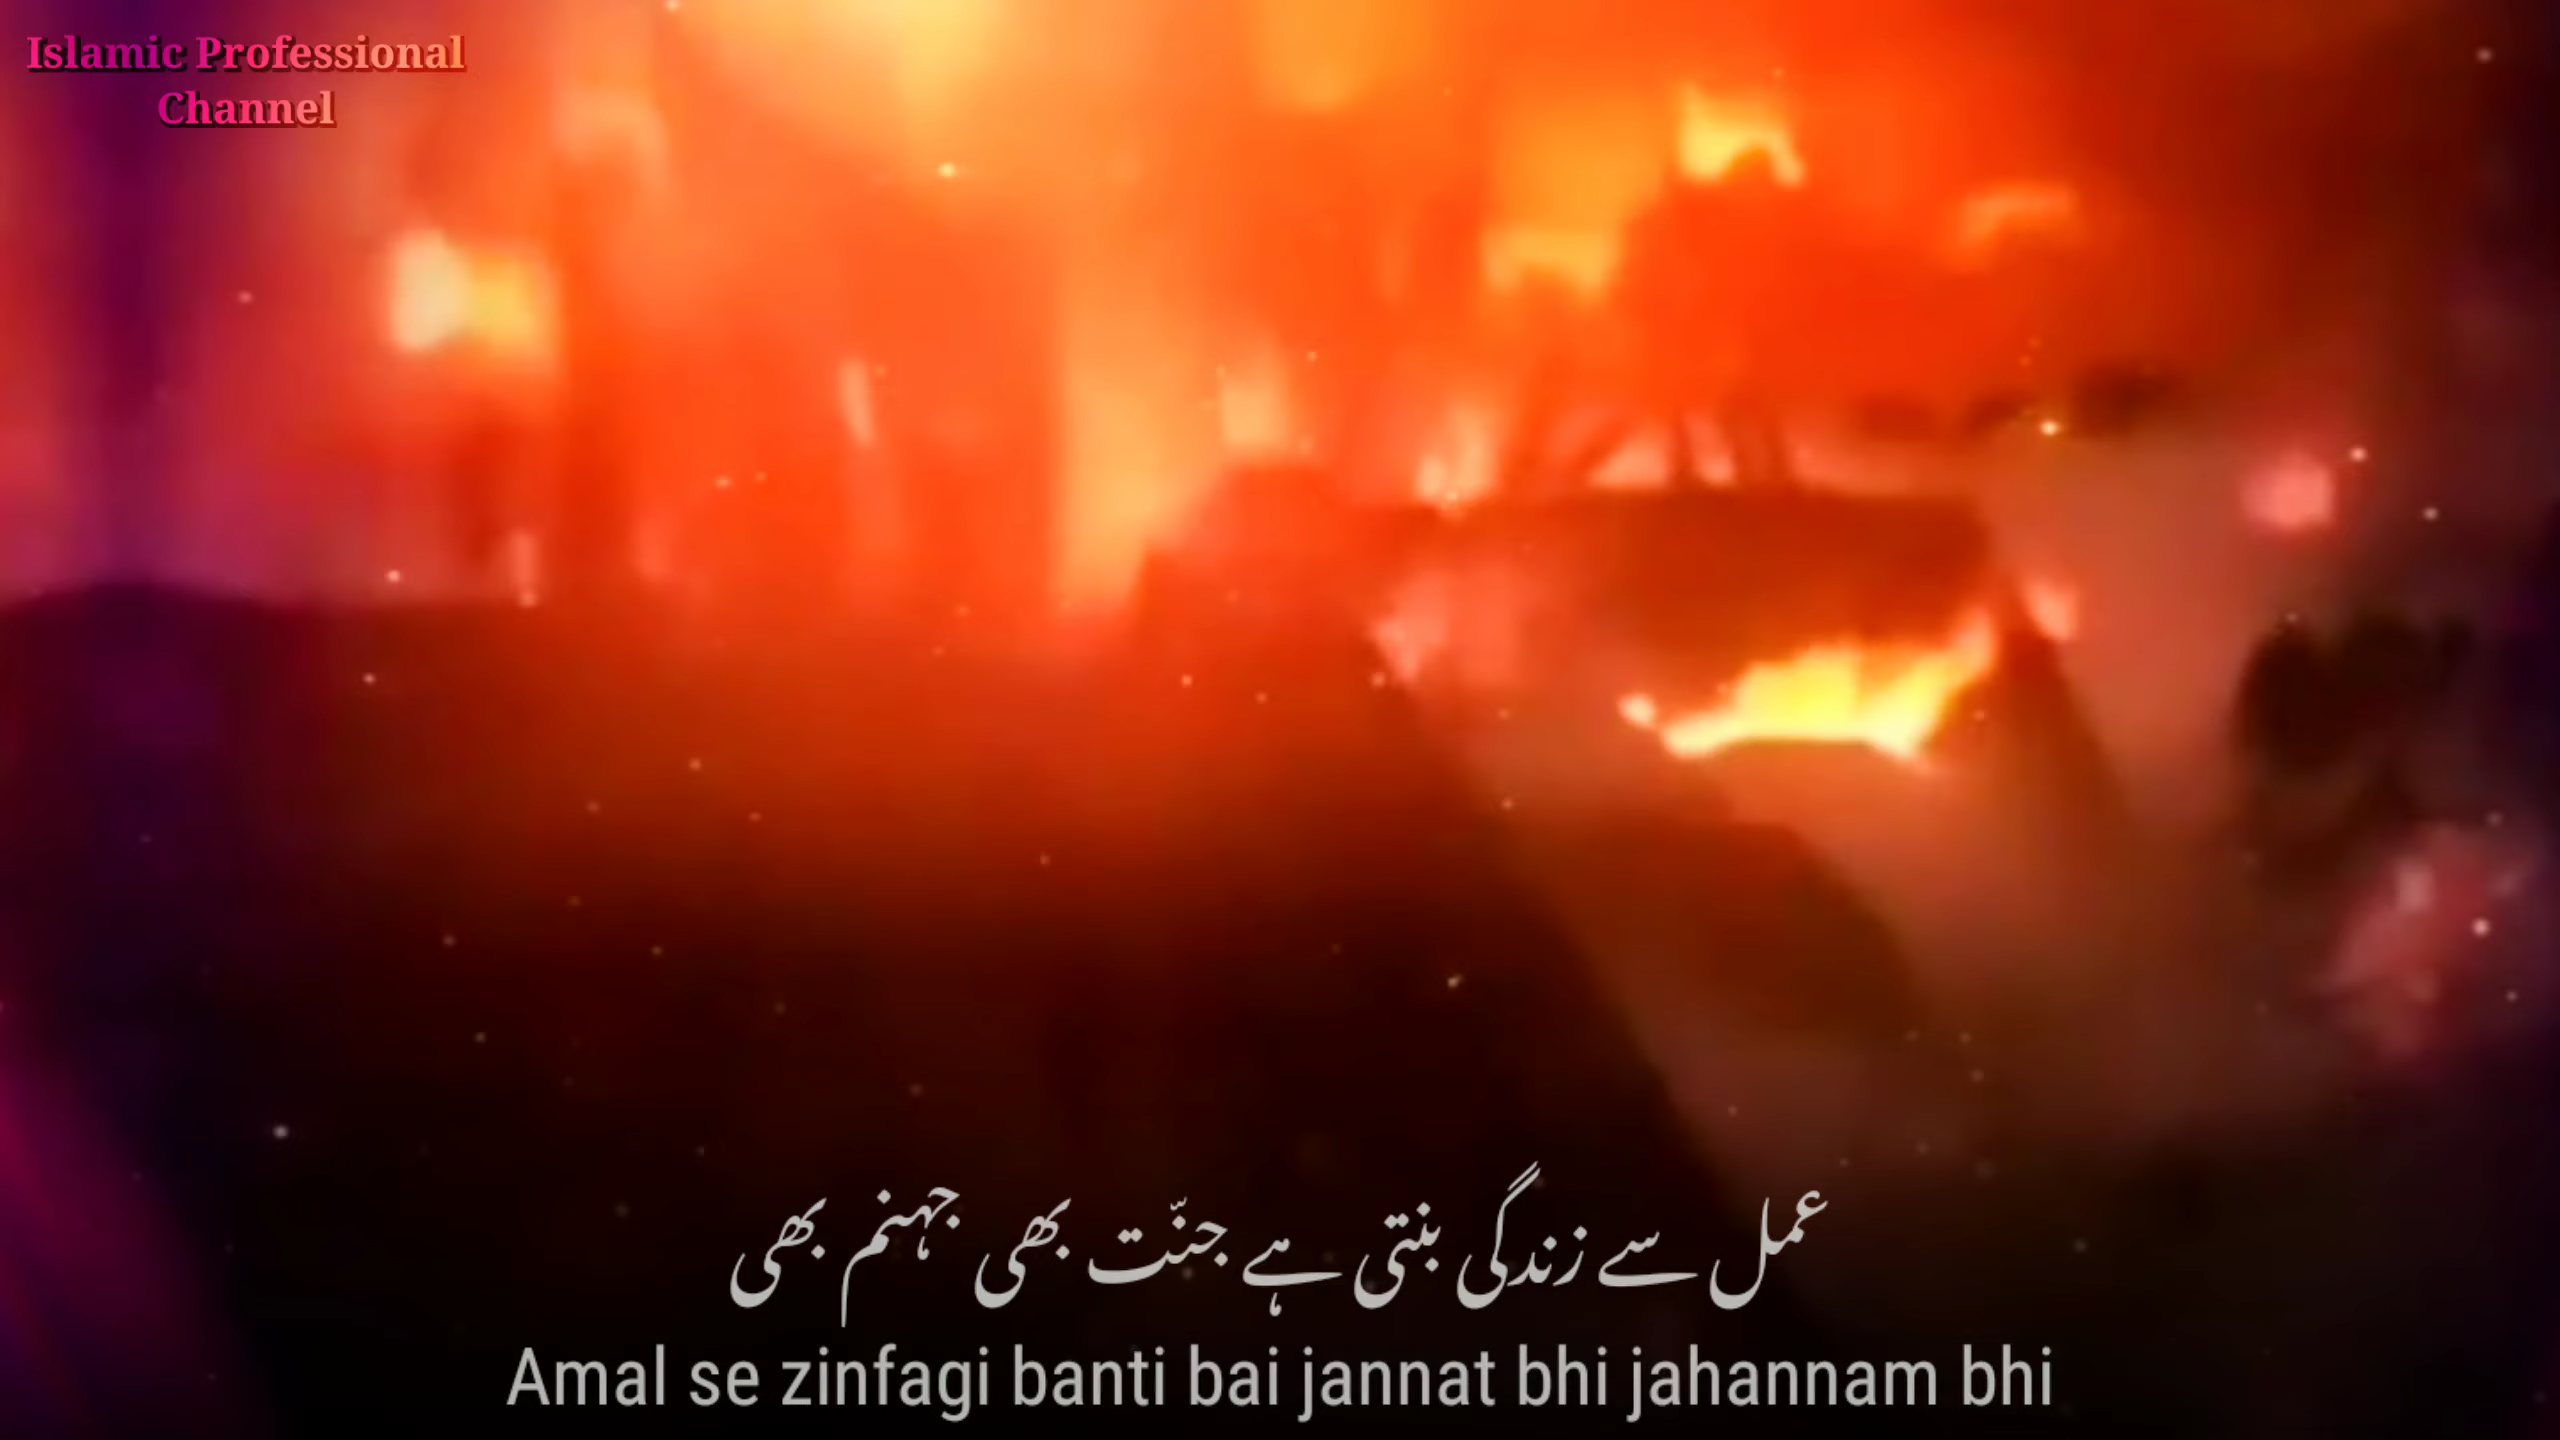 Islamic Professional
Channel
عمل سے زندگی بنتی ہے جنّت بھی جہنم بھی
Amal se zinfagi banti bai jannat bhi jahannam bhi